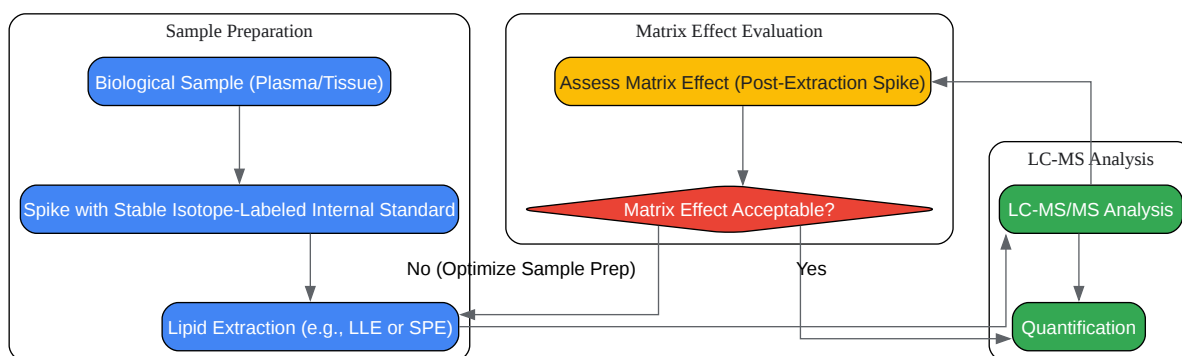 Sample Preparation
Biological Sample (Plasma/Tissue)
Spike with Stable Isotope-Labeled Internal Standard
Lipid Extraction (e.g., LLE or SPE)
Matrix Effect Evaluation
Assess Matrix Effect (Post-Extraction Spike)
Matrix Effect Acceptable?
No (Optimize Sample Prep)
Yes
LC-MS Analysis
LC-MS/MS Analysis
Quantification